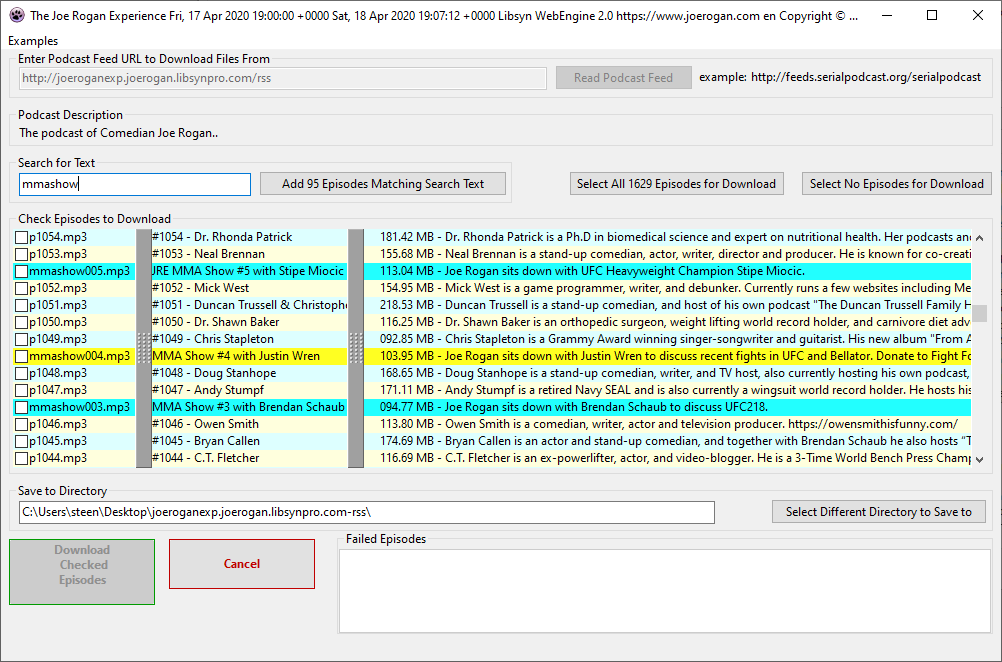 The Joe Rogan Experience Fri, 17 Apr 2020 19:00:00 +0000 Sat, 18 Apr 2020 19:07:12 +0000 Libsyn WebEngine 2.0 https://www.joerogan.com en Copyright © ...
Examples
Enter Podcast Feed URL to Download Files From
http://joeroganexp.joerogan.libsynpro.com/rss Read Podcast Feed example: http://feeds.serialpodcast.org/serialpodcast
Podcast Description
The podcast of Comedian Joe Rogan..
Search for Text
mmashow Add 95 Episodes Matching Search Text Select All 1629 Episodes for Download Select No Episodes for Download
Check Episodes to Download
p1054.mp3 #1054 - Dr. Rhonda Patrick 181.42 MB - Dr. Rhonda Patrick is a Ph.D in biomedical science and expert on nutritional health. Her podcasts and
p1053.mp3 #1053 - Neal Brennan 155.68 MB - Neal Brennan is a stand-up comedian, actor, writer, director and producer. He is known for co-creati
mmashow005.mp3 JRE MMA Show #5 with Stipe Miocic 113.04 MB - Joe Rogan sits down with UFC Heavyweight Champion Stipe Miocic.
p1052.mp3 #1052 - Mick West 154.95 MB - Mick West is a game programmer, writer, and debunker. Currently runs a few websites including Me
p1051.mp3 #1051 - Duncan Trussell & Christophe 218.53 MB - Duncan Trussell is a stand-up comedian, and host of his own podcast "The Duncan Trussell Family H
p1050.mp3 #1050 - Dr. Shawn Baker 116.25 MB - Dr. Shawn Baker is an orthopedic surgeon, weight lifting world record holder, and carnivore diet adv
p1049.mp3 #1049 - Chris Stapleton 092.85 MB - Chris Stapleton is a Grammy Award winning singer-songwriter and guitarist. His new album "From A
mmashow004.mp3 MMA Show #4 with Justin Wren 103.95 MB - Joe Rogan sits down with Justin Wren to discuss recent fights in UFC and Bellator. Donate to Fight Fo
p1048.mp3 #1048 - Doug Stanhope 168.65 MB - Doug Stanhope is a stand-up comedian, writer, and TV host, also currently hosting his own podcast,
p1047.mp3 #1047 - Andy Stumpf 171.11 MB - Andy Stumpf is a retired Navy SEAL and is also currently a wingsuit world record holder. He hosts his
mmashow003.mp3 MMA Show #3 with Brendan Schaub 094.77 MB - Joe Rogan sits down with Brendan Schaub to discuss UFC218.
p1046.mp3 #1046 - Owen Smith 113.80 MB - Owen Smith is a comedian, writer, actor and television producer. https://owensmithisfunny.com/
p1045.mp3 #1045 - Bryan Callen 174.69 MB - Bryan Callen is an actor and stand-up comedian, and together with Brendan Schaub he also hosts "T
p1044.mp3 #1044 - C.T. Fletcher 116.69 MB - C.T. Fletcher is an ex-powerlifter, actor, and video-blogger. He is a 3-Time World Bench Press Champ
Save to Directory
C:\Users\steen\Desktop\joeroganexp.joerogan.libsynpro.com-rss\ Select Different Directory to Save to
Download
Checked
Episodes
Cancel
Failed Episodes